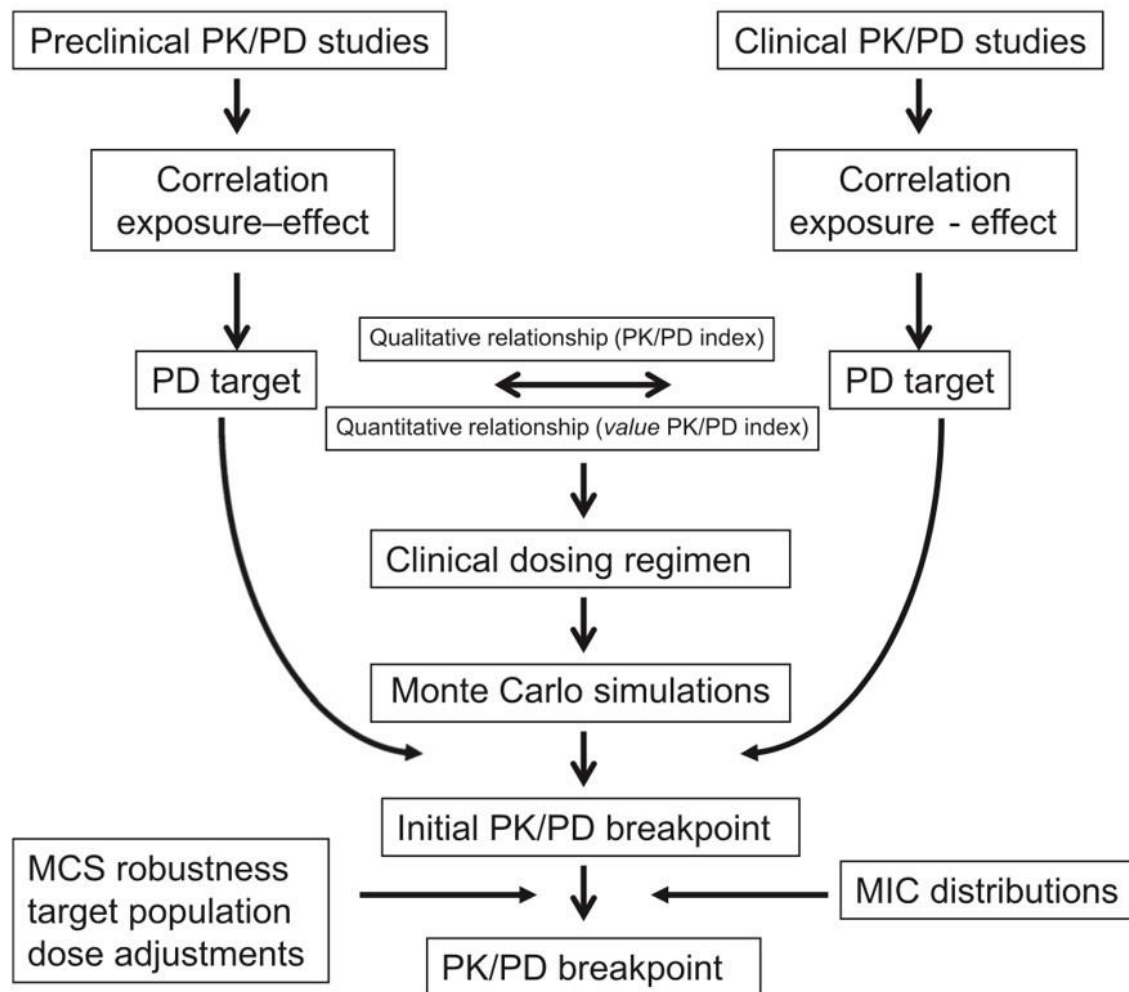 Preclinical PK/PD studies
Clinical PK/PD studies
Correlation
exposure–effect
Correlation
exposure - effect
Qualitative relationship (PK/PD index)
PD target
PD target
Quantitative relationship (value PK/PD index)
Clinical dosing regimen
Monte Carlo simulations
Initial PK/PD breakpoint
MCS robustness
target population
dose adjustments
MIC distributions
PK/PD breakpoint